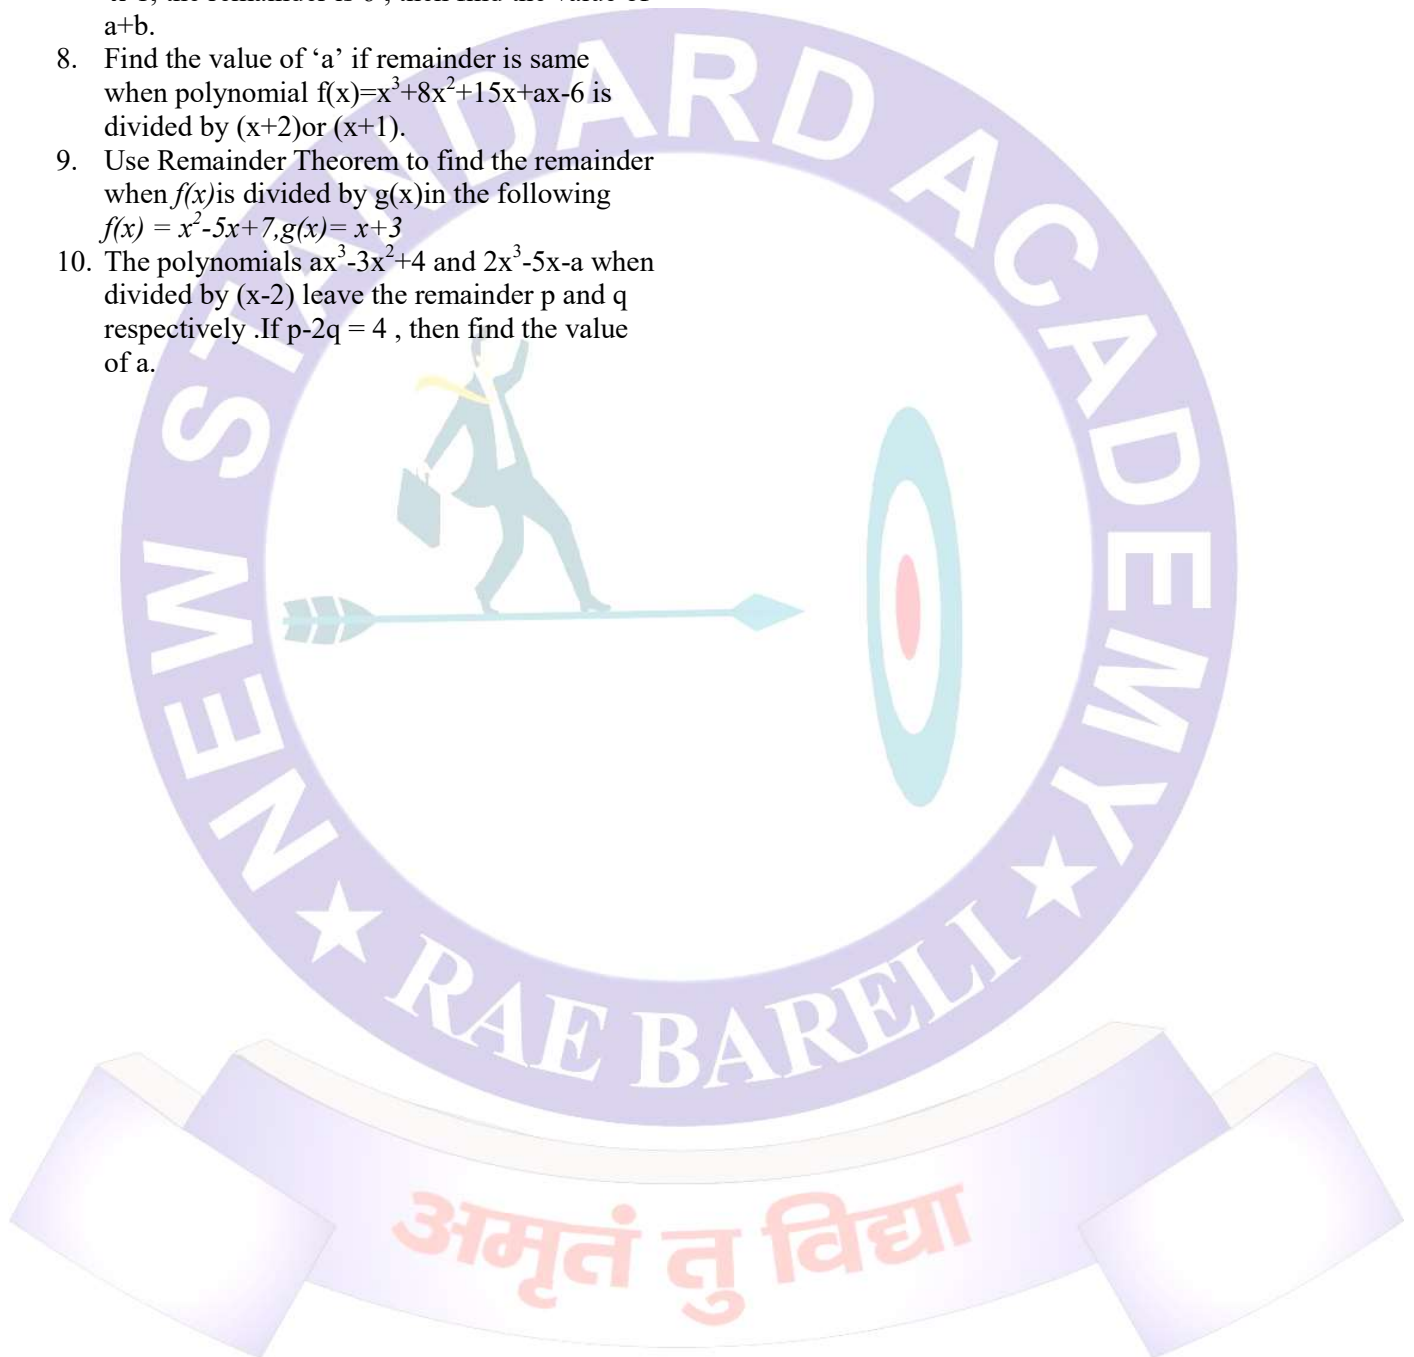 a+b.
8. Find the value of ‘a’ if remainder is same
when polynomial f(x)=x³+8x²+15x+ax-6 is
divided by (x+2)or (x+1).
9. Use Remainder Theorem to find the remainder
when f(x)is divided by g(x)in the following
f(x) = x²-5x+7,g(x)= x+3
10. The polynomials ax³-3x²+4 and 2x³-5x-a when
divided by (x-2) leave the remainder p and q
respectively .If p-2q = 4 , then find the value
of a.
NEW STANDARD ACADEMY
RAE BARELI
अमृतं तु विद्या